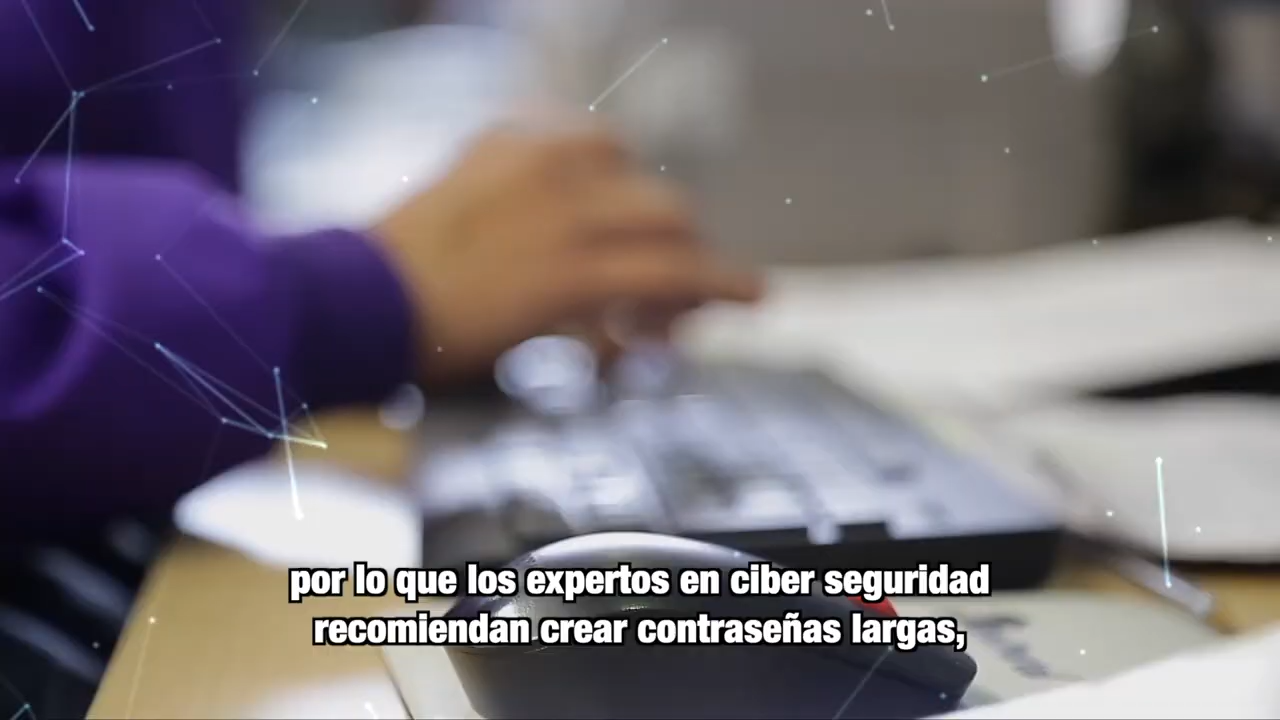 por lo que los expertos en ciber seguridad
recomiendan crear contraseñas largas,